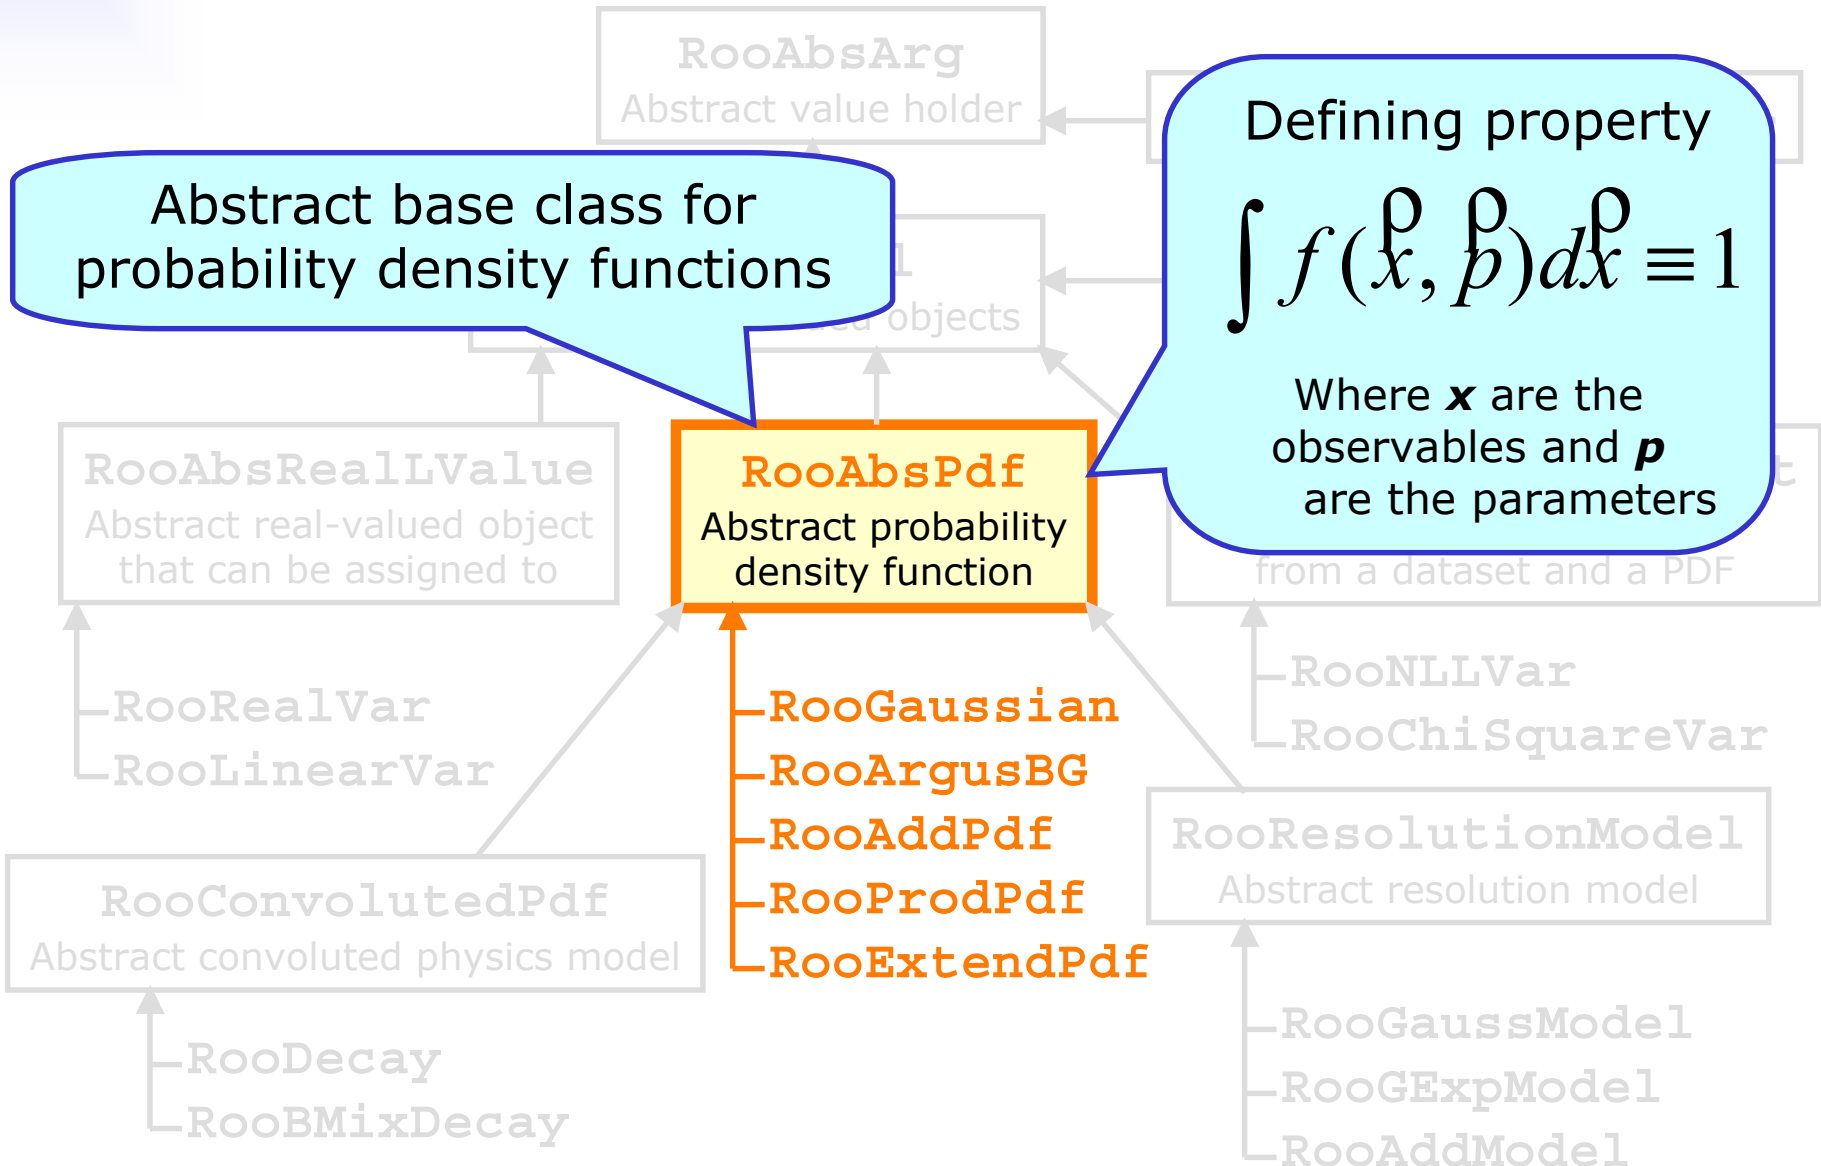 RooAbsArg
Abstract value holder
Abstract base class for
probability density functions
Defining property
∫ f(x⃗, p⃗)dx⃗ ≡ 1
Where x are the
observables and p
are the parameters
objects
RooAbsRealLValue
Abstract real-valued object
that can be assigned to
RooAbsPdf
Abstract probability
density function
from a dataset and a PDF
RooRealVar
RooLinearVar
RooGaussian
RooArgusBG
RooAddPdf
RooProdPdf
RooExtendPdf
RooNLLVar
RooChiSquareVar
RooConvolutedPdf
Abstract convoluted physics model
RooResolutionModel
Abstract resolution model
RooDecay
RooBMixDecay
RooGaussModel
RooGExpModel
RooAddModel